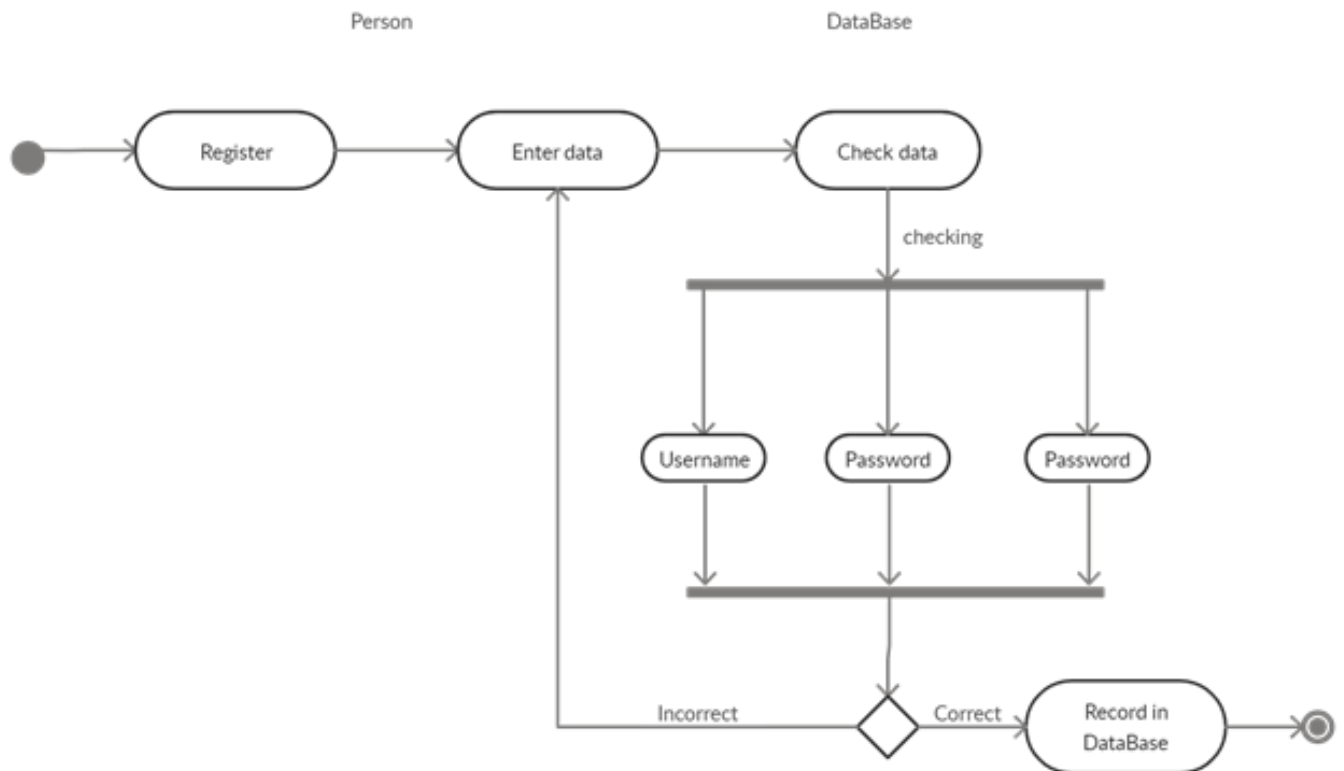 Person
DataBase
Register
Enter data
Check data
checking
Username
Password
Password
Incorrect
Correct
Record in
DataBase